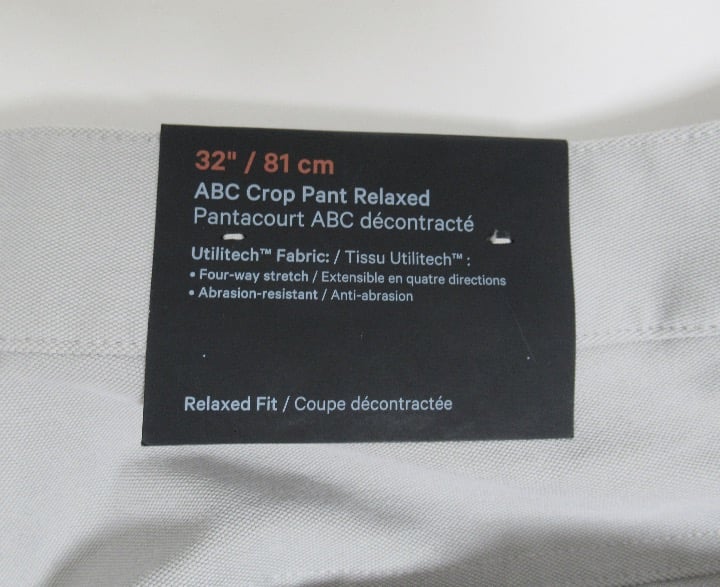 32" / 81 cm
ABC Crop Pant Relaxed
Pantacourt ABC décontracté
Utilitech™ Fabric: / Tissu Utilitech™ :
• Four-way stretch / Extensible en quatre directions
• Abrasion-resistant / Anti-abrasion
Relaxed Fit / Coupe décontractée